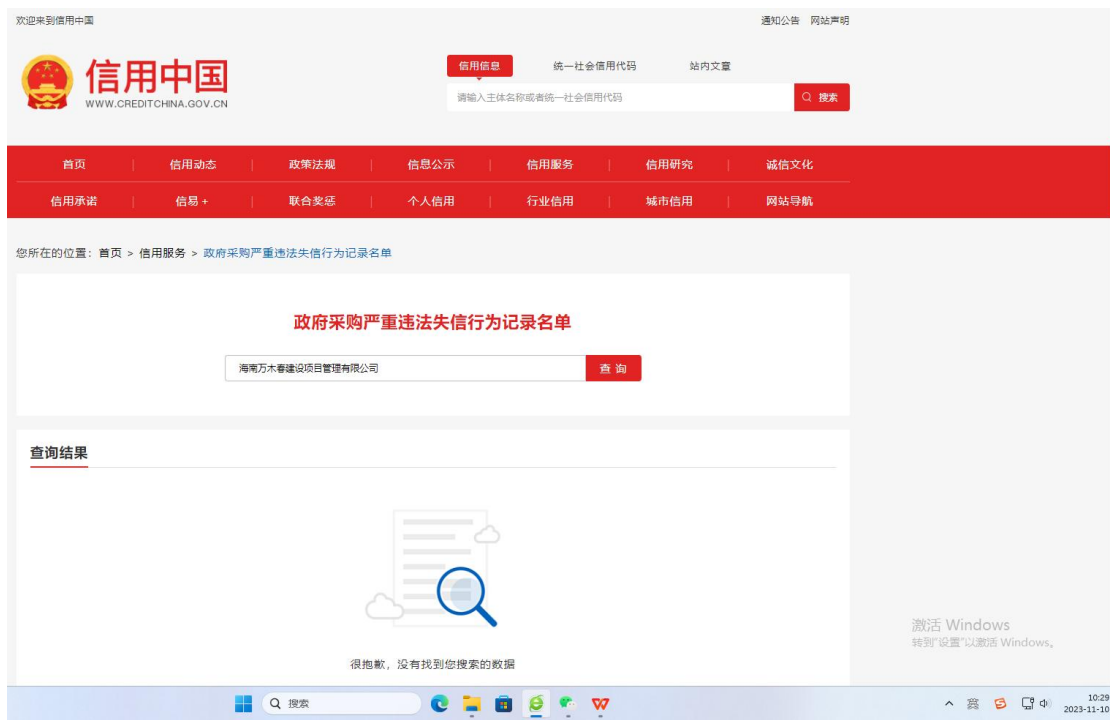 欢迎来到信用中国
通知公告 网站声明
信用中国
WWW.CREDITCHINA.GOV.CN
信用信息 统一社会信用代码 站内文章
请输入主体名称或者统一社会信用代码
搜索
首页 | 信用动态 | 政策法规 | 信息公示 | 信用服务 | 信用研究 | 诚信文化
信用承诺 | 信易+ | 联合奖惩 | 个人信用 | 行业信用 | 城市信用 | 网站导航
您所在的位置：首页 > 信用服务 > 政府采购严重违法失信行为记录名单
政府采购严重违法失信行为记录名单
海南万木春建设项目管理有限公司
查询
查询结果
很抱歉，没有找到您搜索的数据
激活 Windows
转到"设置"以激活 Windows。
搜索
10:29
2023-11-10